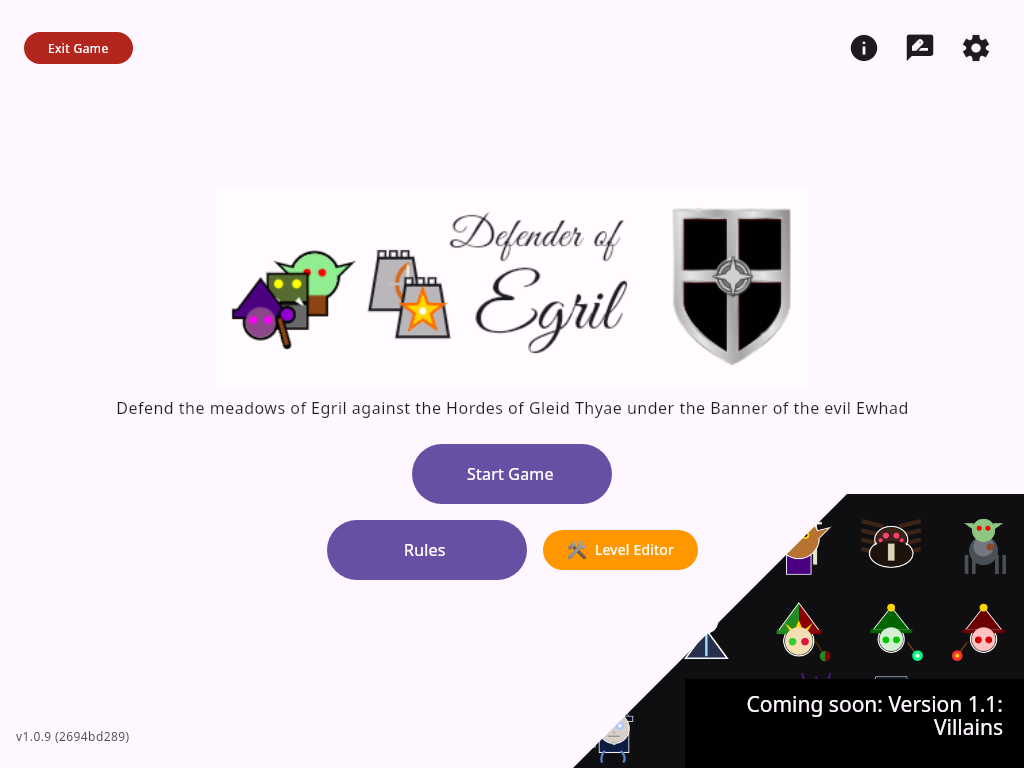 Exit Game
Defender of
Egril
Defend the meadows of Egril against the Hordes of Gleid Thyae under the Banner of the evil Ewhad
Start Game
Rules
Level Editor
Coming soon: Version 1.1:
Villains
v1.0.9 (2694bd289)